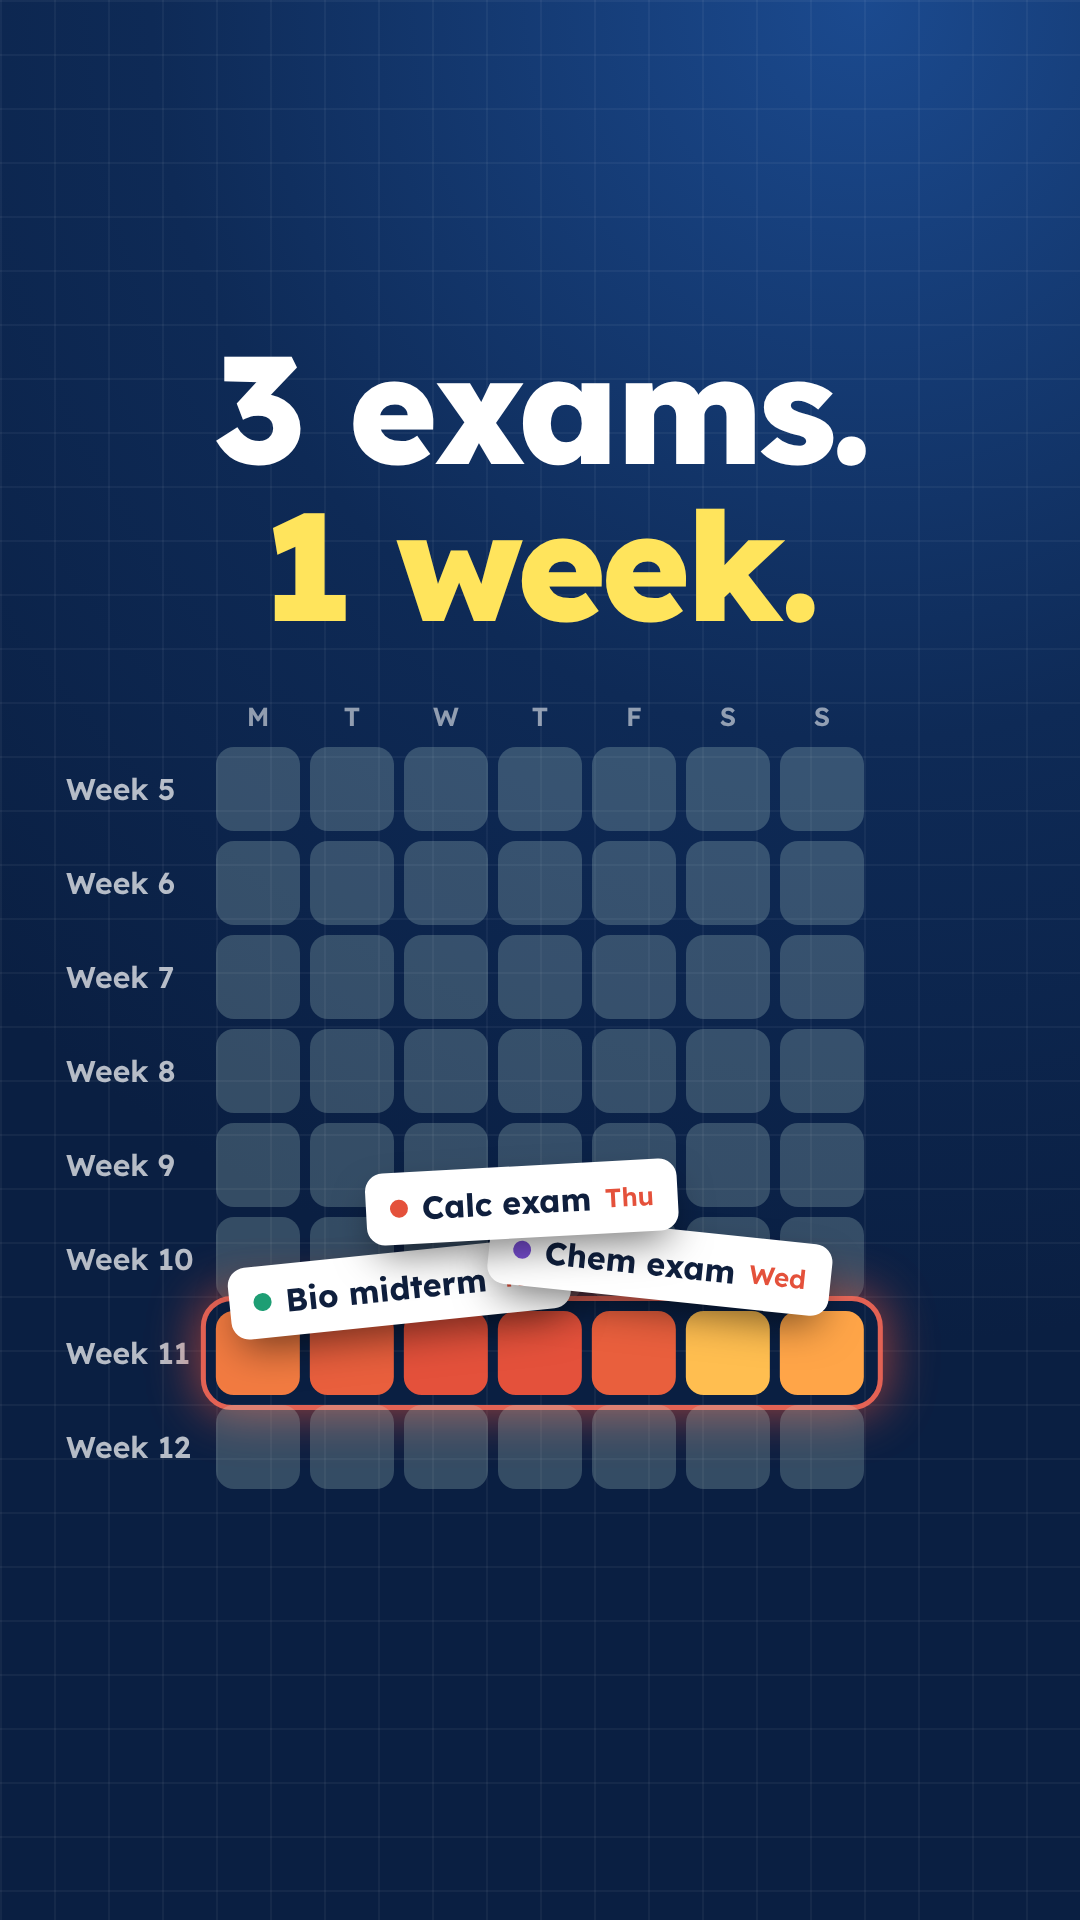 3 exams.
1 week.
M T W T F S S
Week 5
Week 6
Week 7
Week 8
Week 9
Calc exam Thu
Week 10
Chem exam Wed
Bio midterm
Week 11
Week 12